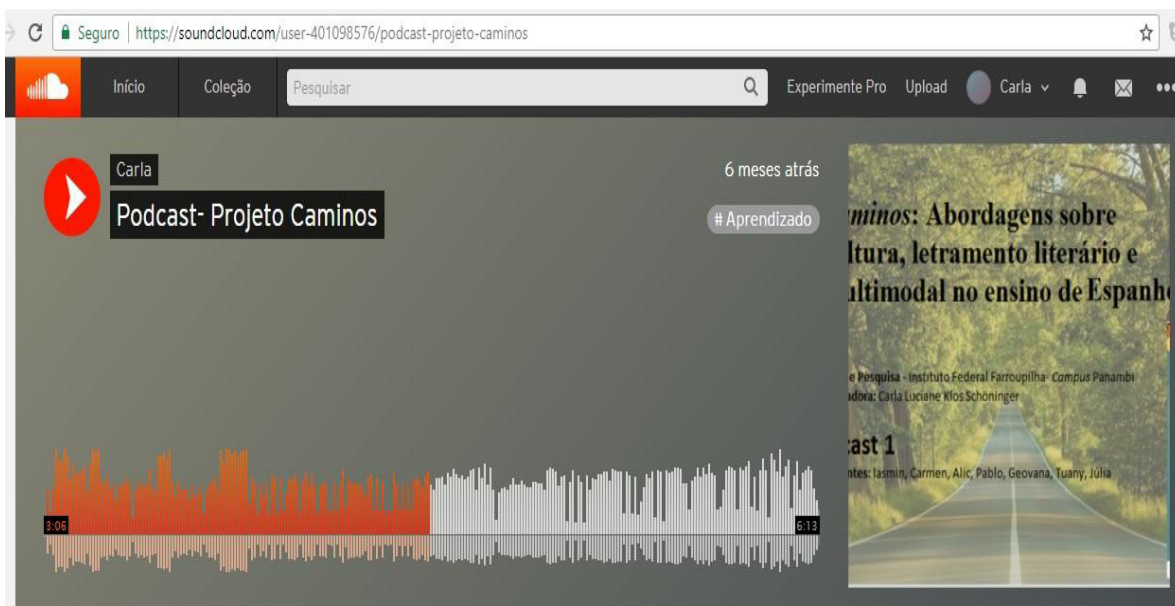 Seguro | https://soundcloud.com/user-401098576/podcast-projeto-caminos
Início Coleção Pesquisar Experimente Pro Upload Carla
Carla
6 meses atrás
Podcast- Projeto Caminos
# Aprendizado
minos: Abordagens sobre
ltura, letramento literário e
ultimodal no ensino de Espanh
e Pesquisa - Instituto Federal Farroupilha- Campus Panambi
adora: Carla Luciane Klos Schöninger
cast 1
ntes: Iasmin, Carmen, Alic, Pablo, Geovana, Tuany, Júlia
3:06 6:13